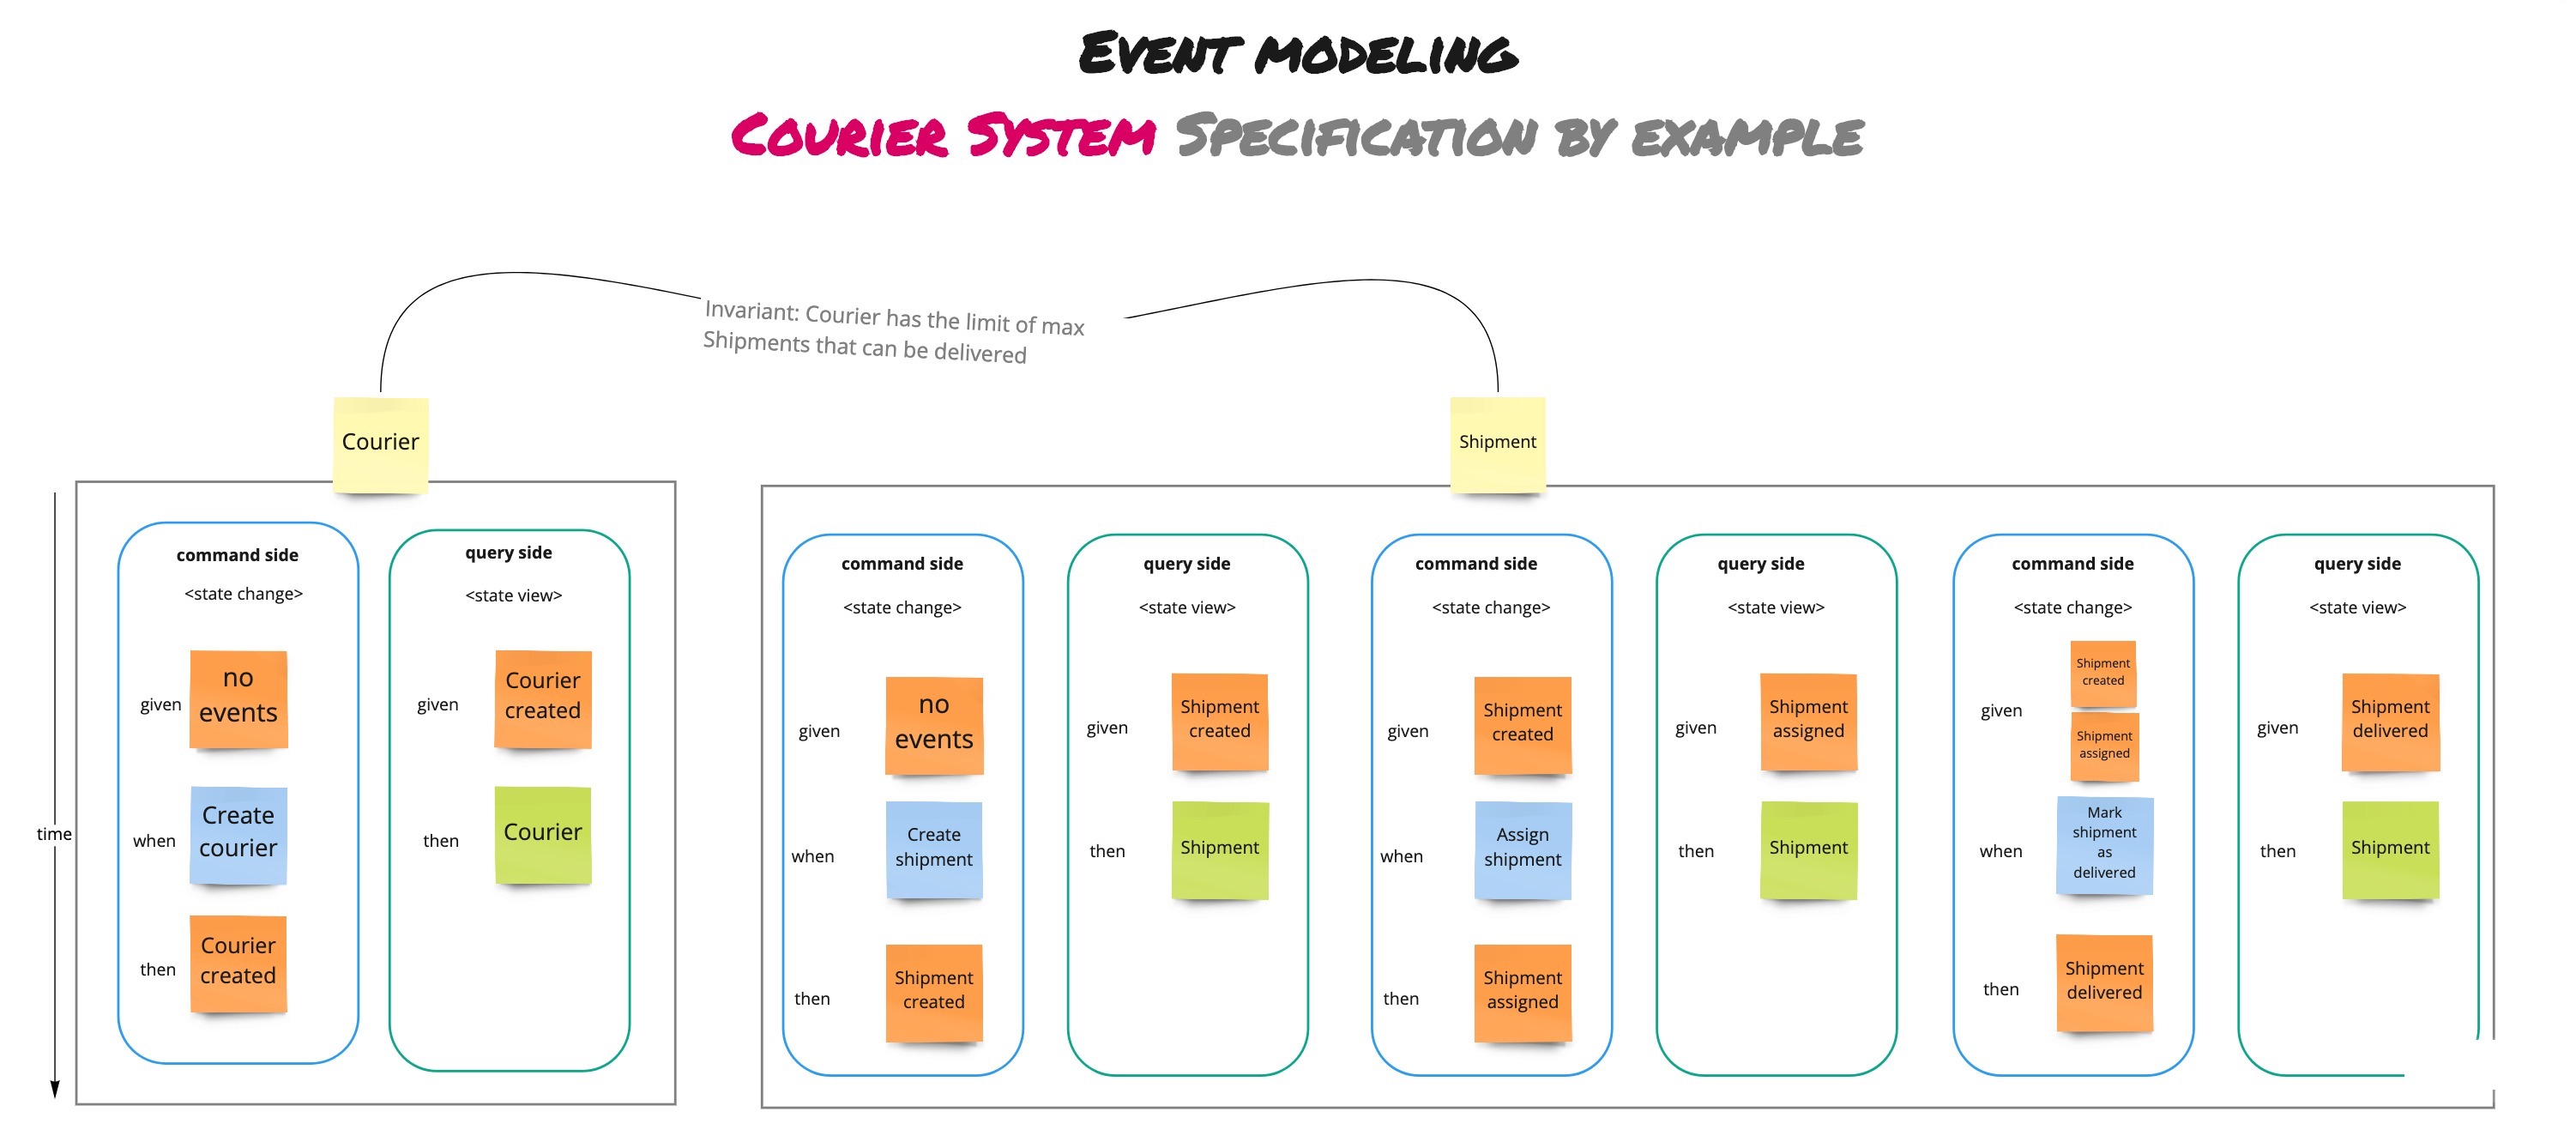 Event modeling
Courier System Specification by example
Invariant: Courier has the limit of max
Shipments that can be delivered
Courier
Shipment
time
command side
<state change>
given
no
events
when
Create
courier
then
Courier
created
query side
<state view>
given
Courier
created
then
Courier
command side
<state change>
given
no
events
when
Create
shipment
then
Shipment
created
query side
<state view>
given
Shipment
created
then
Shipment
command side
<state change>
given
Shipment
created
when
Assign
shipment
then
Shipment
assigned
query side
<state view>
given
Shipment
assigned
then
Shipment
command side
<state change>
given
Shipment
created
Shipment
assigned
when
Mark
shipment
as
delivered
then
Shipment
delivered
query side
<state view>
given
Shipment
delivered
then
Shipment